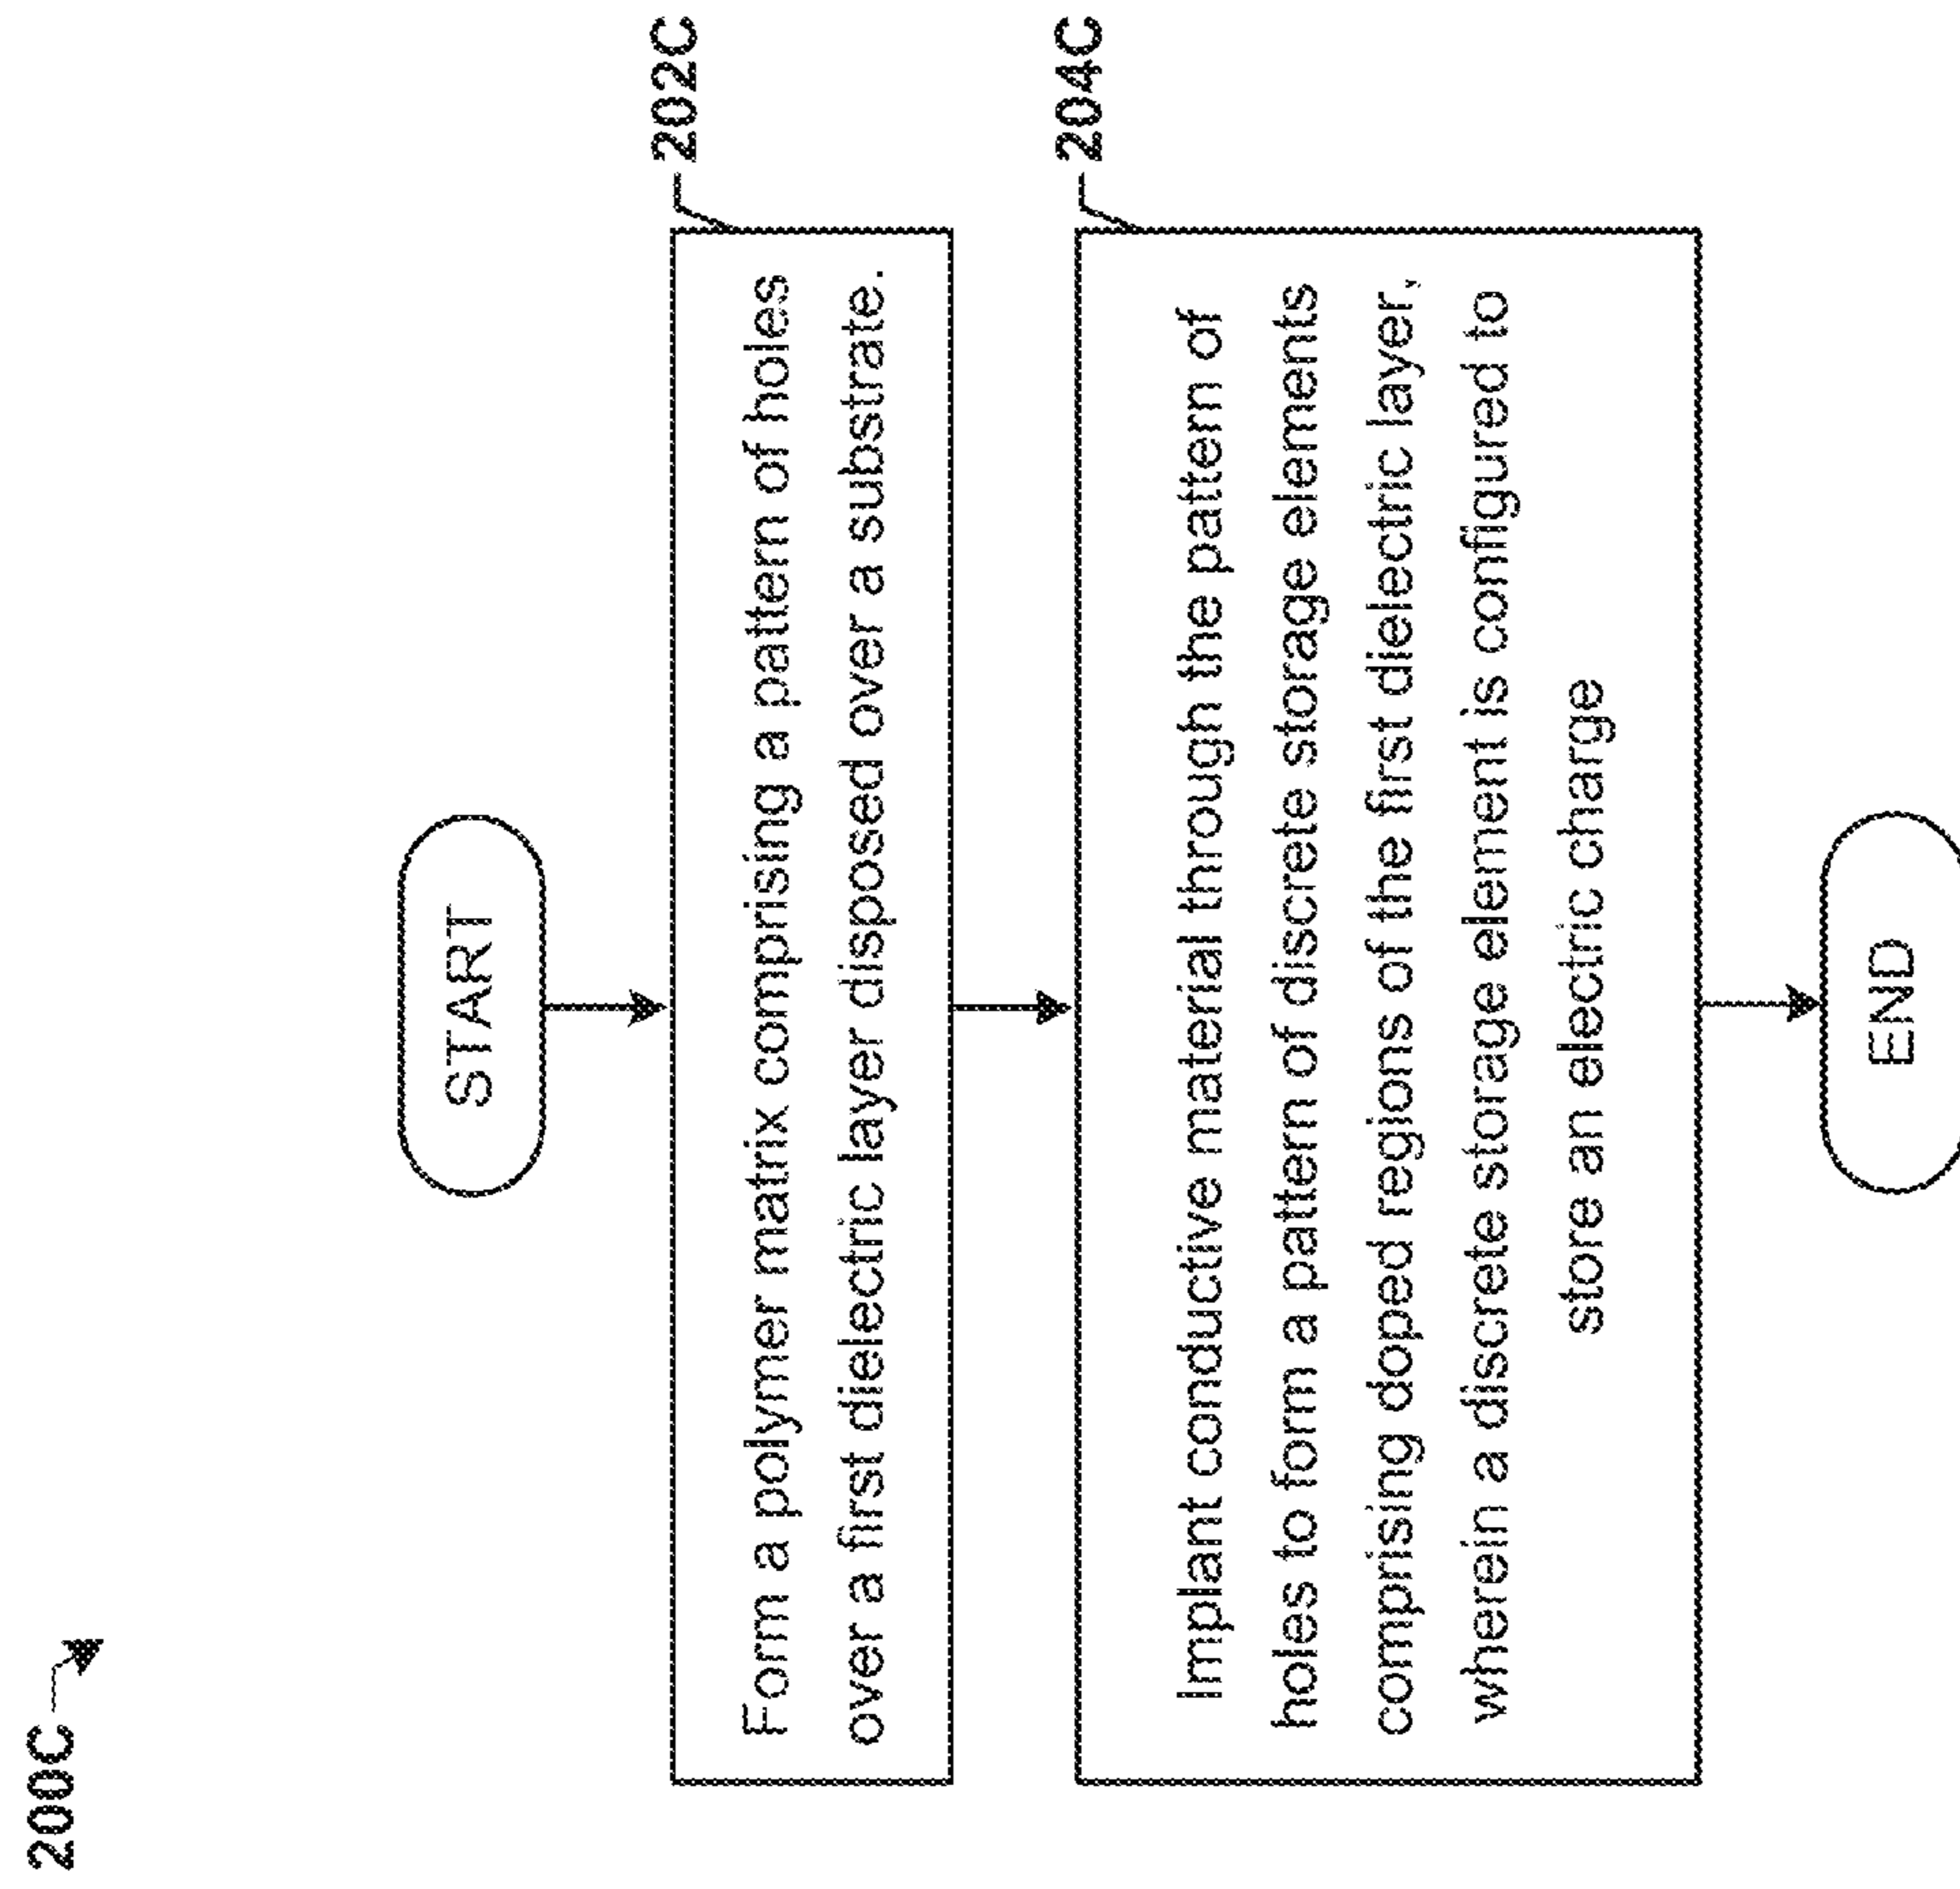 200C
START
202C
Form a polymer matrix comprising a pattern of holes
over a first dielectric layer disposed over a substrate.
204C
Implant conductive material through the pattern of
holes to form a pattern of discrete storage elements
comprising doped regions of the first dielectric layer,
wherein a discrete storage element is configured to
store an electric charge
END